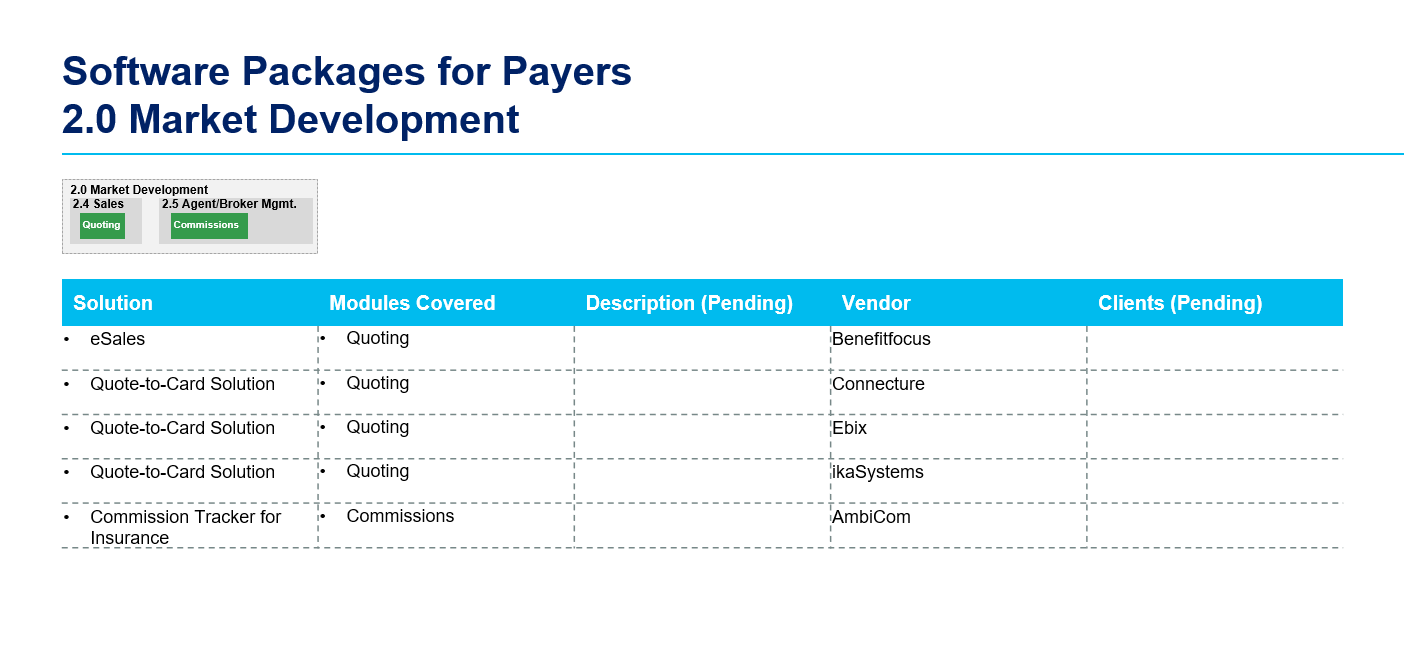 Software Packages for Payers
2.0 Market Development
2.0 Market Development
2.4 Sales
2.5 Agent/Broker Mgmt.
Quoting
Commissions
Solution
Modules Covered
Description (Pending)
Vendor
Clients (Pending)
• eSales
• Quoting
Benefitfocus
• Quote-to-Card Solution
• Quoting
Connecture
• Quote-to-Card Solution
• Quoting
Ebix
• Quote-to-Card Solution
• Quoting
ikaSystems
• Commission Tracker for
Insurance
• Commissions
AmbiCom